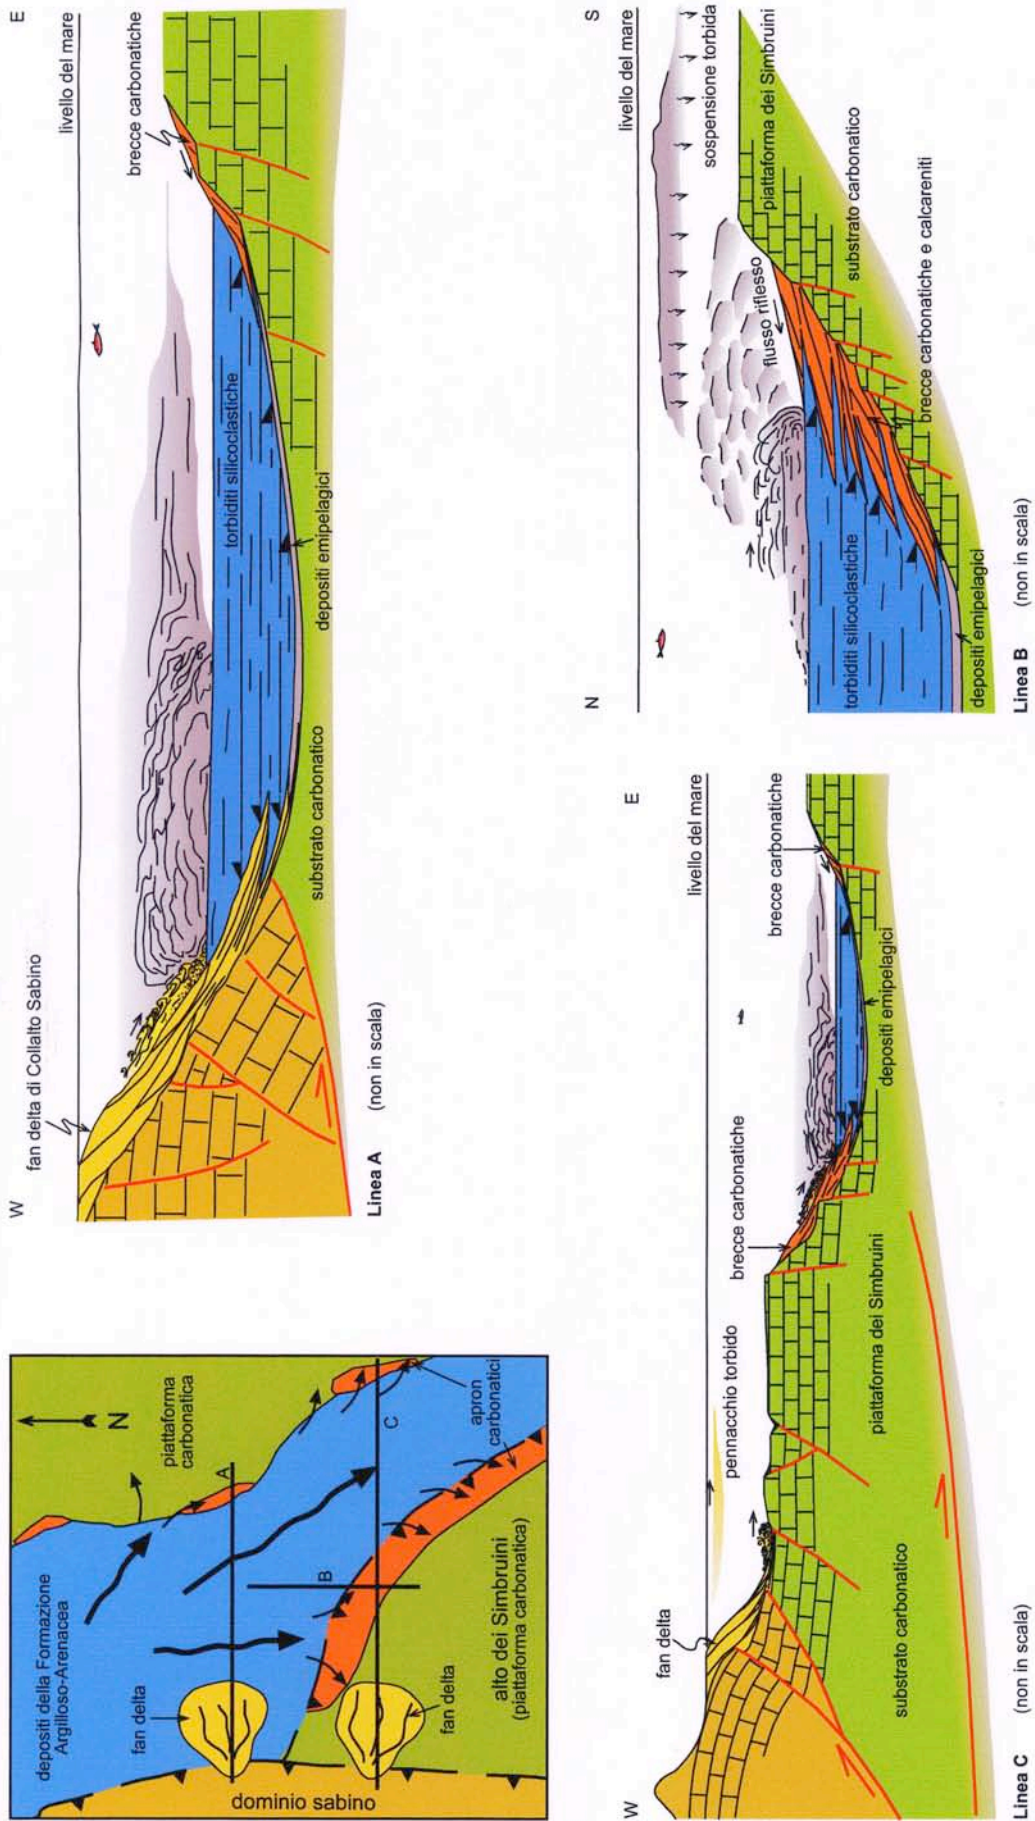 depositi della Formazione
Argilloso-Arenacea
N
piattaforma
carbonatica
fan delta
A
B
C
apron
carbonatici
fan delta
alto dei Simbruini
(piattaforma carbonatica)
dominio sabino
W
E
fan delta di Collalto Sabino
livello del mare
brecce carbonatiche
torbiditi silicoclastiche
depositi emipelagici
substrato carbonatico
Linea A
(non in scala)
W
E
fan delta
pennacchio torbido
livello del mare
brecce carbonatiche
brecce carbonatiche
depositi emipelagici
piattaforma dei Simbruini
substrato carbonatico
Linea C
(non in scala)
N
S
livello del mare
sospensione torbida
flusso riflesso
piattaforma dei Simbruini
torbiditi silicoclastiche
substrato carbonatico
brecce carbonatiche e calcareniti
depositi emipelagici
Linea B
(non in scala)